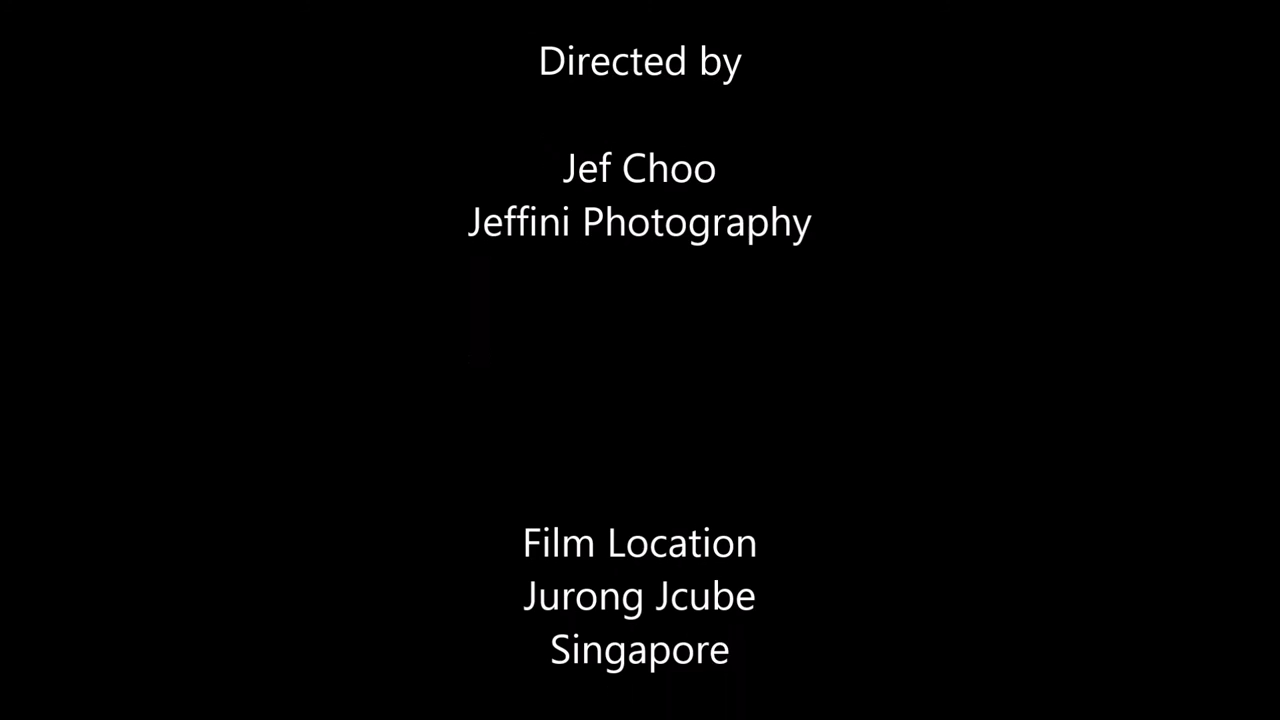 Directed by
Jef Choo
Jeffini Photography
Film Location
Jurong Jcube
Singapore